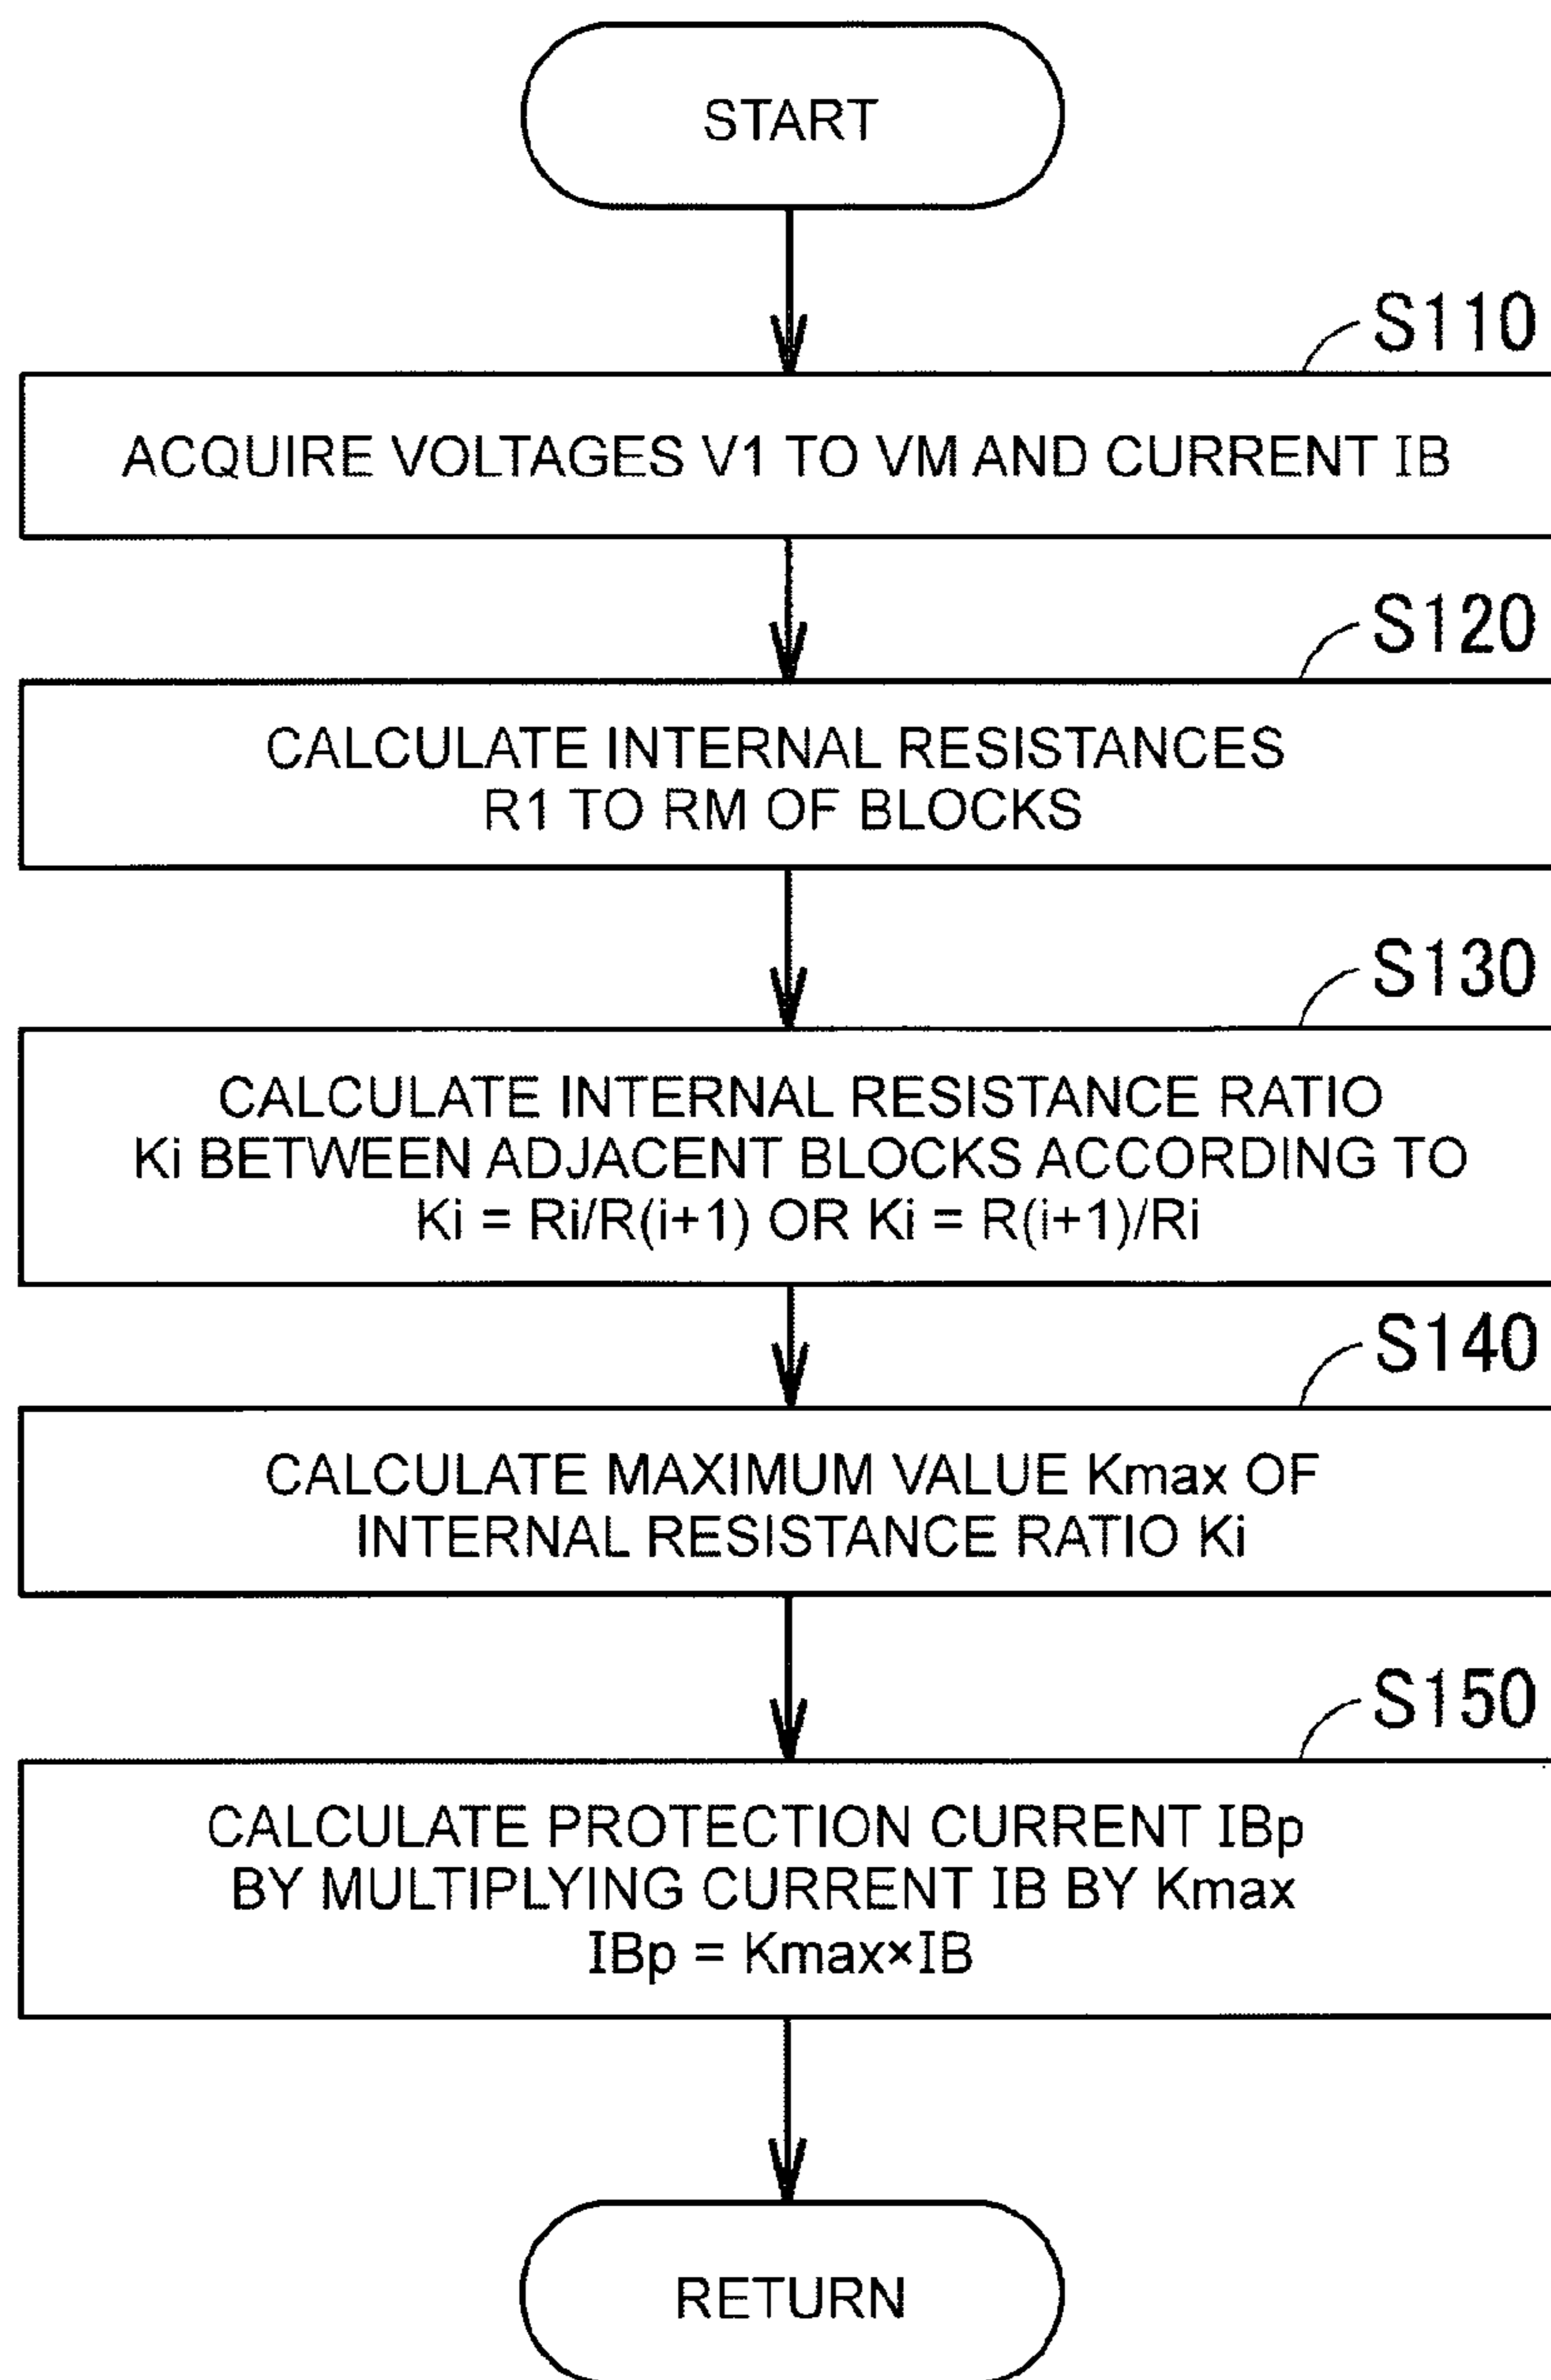 START
S110
ACQUIRE VOLTAGES V1 TO VM AND CURRENT IB
S120
CALCULATE INTERNAL RESISTANCES
R1 TO RM OF BLOCKS
S130
CALCULATE INTERNAL RESISTANCE RATIO
Ki BETWEEN ADJACENT BLOCKS ACCORDING TO
Ki = Ri/R(i+1) OR Ki = R(i+1)/Ri
S140
CALCULATE MAXIMUM VALUE Kmax OF
INTERNAL RESISTANCE RATIO Ki
S150
CALCULATE PROTECTION CURRENT IBp
BY MULTIPLYING CURRENT IB BY Kmax
IBp = Kmax×IB
RETURN